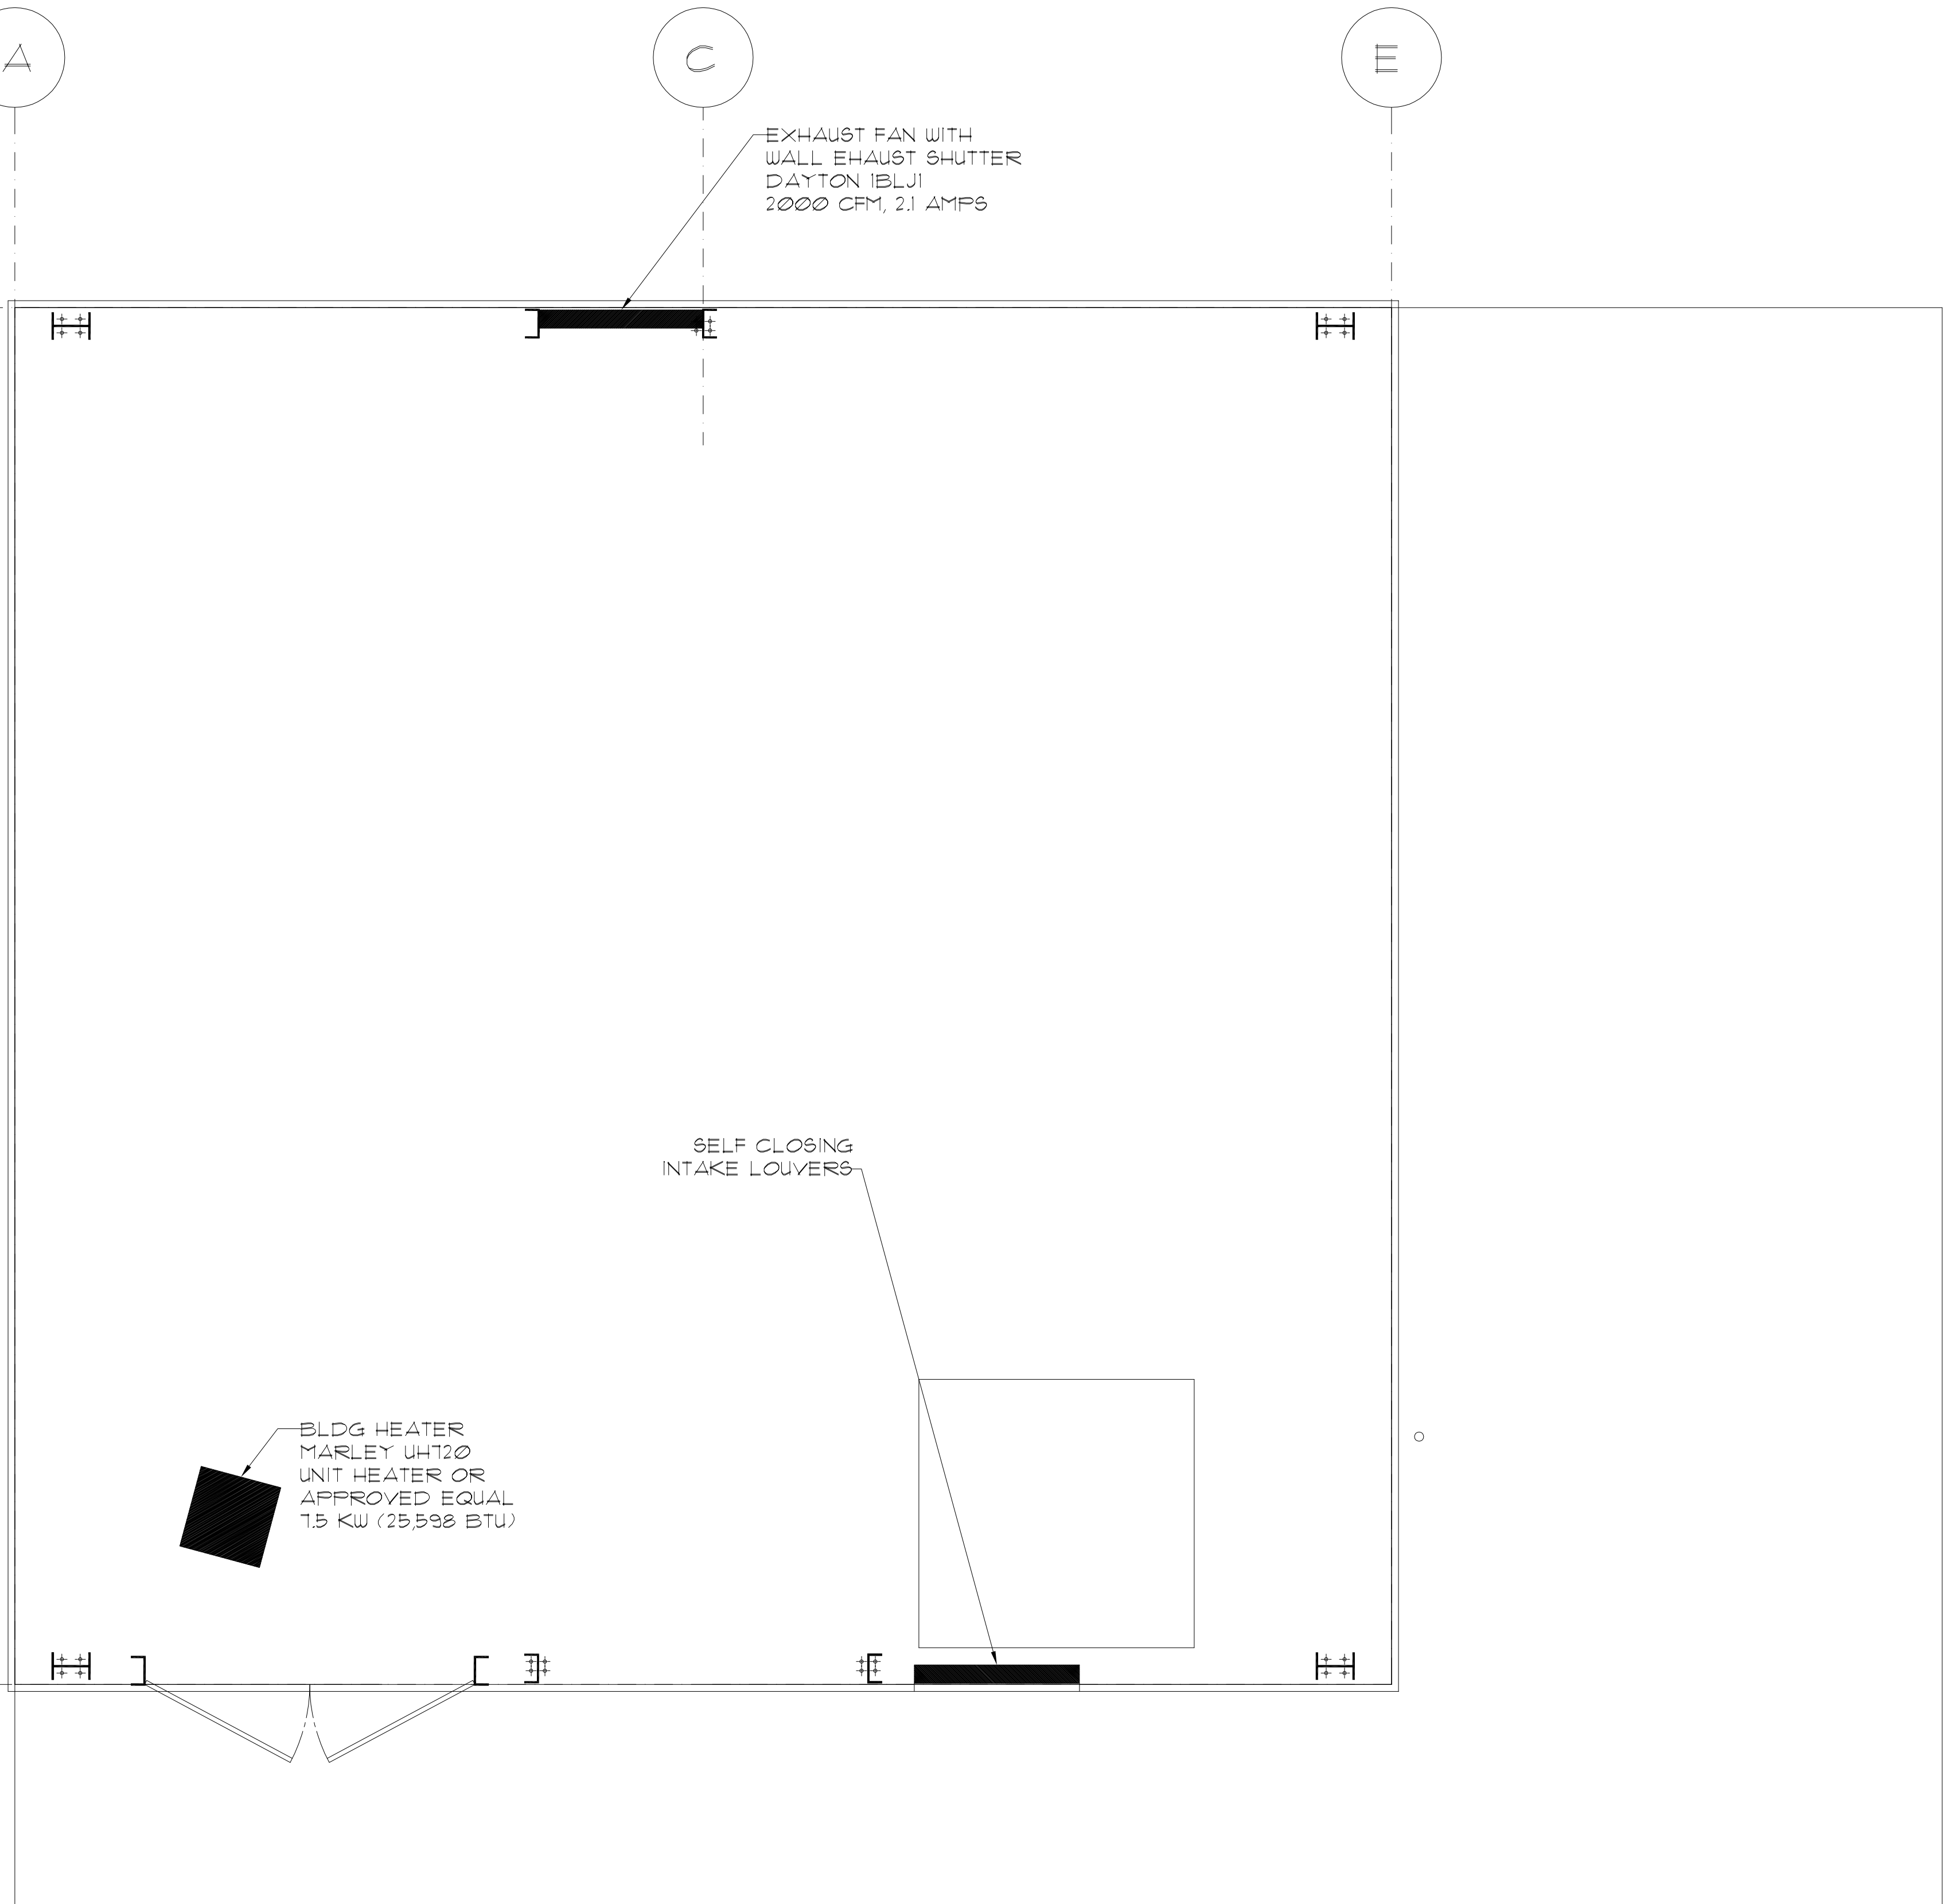 A
C
E
EXHAUST FAN WITH
WALL EHAUST SHUTTER
DAYTON 1BLJ1
2000 CFM, 2.1 AMPS
SELF CLOSING
INTAKE LOUVERS
BLDG HEATER
MARLEY UH720
UNIT HEATER OR
APPROVED EQUAL
7.5 KW (25,598 BTU)